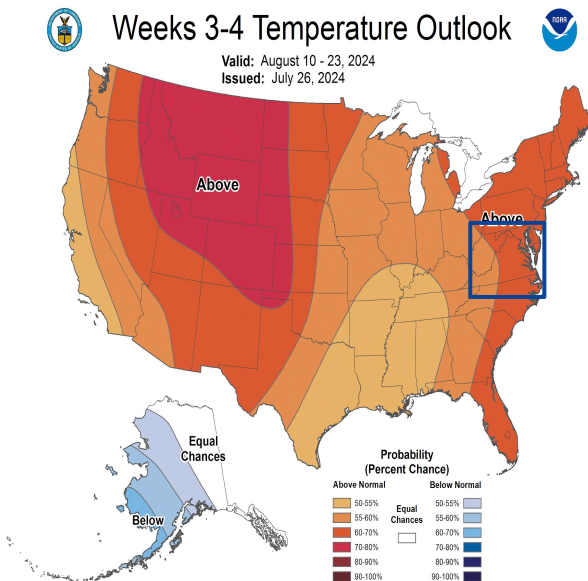 Weeks 3-4 Temperature Outlook
NOAA
Valid: August 10 - 23, 2024
Issued: July 26, 2024
Above
Above
Equal
Chances
Below
Probability
(Percent Chance)
Above Normal
Below Normal
50-55%
55-60%
60-70%
70-80%
80-90%
90-100%
Equal
Chances
50-55%
55-60%
60-70%
70-80%
80-90%
90-100%